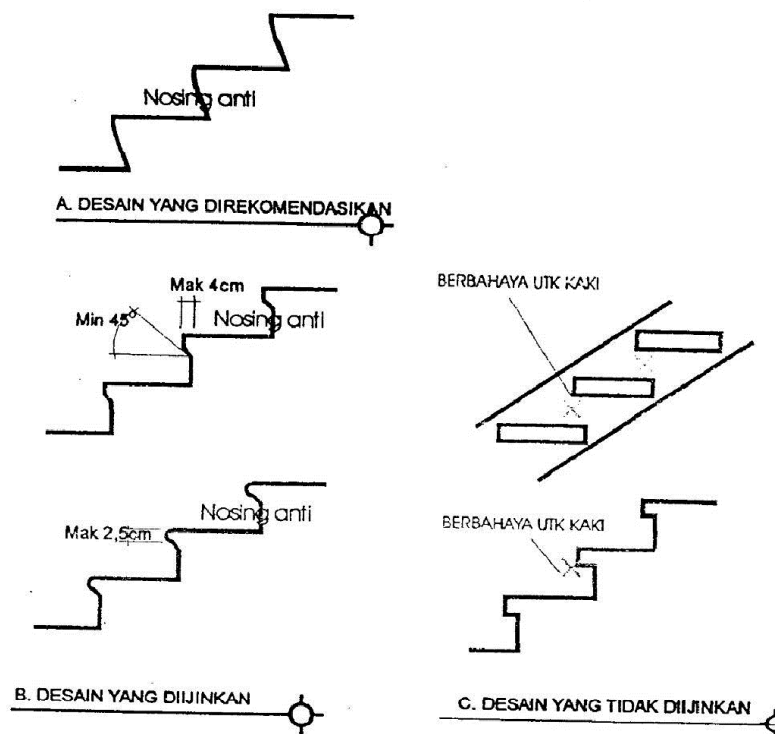 Nosing anti
A. DESAIN YANG DIREKOMENDASIKAN
Mak 4cm
Min 45°
Nosing anti
Mak 2,5cm
Nosing anti
B. DESAIN YANG DIIJINKAN
BERBAHAYA UTK KAKI
BERBAHAYA UTK KAKI
C. DESAIN YANG TIDAK DIIJINKAN